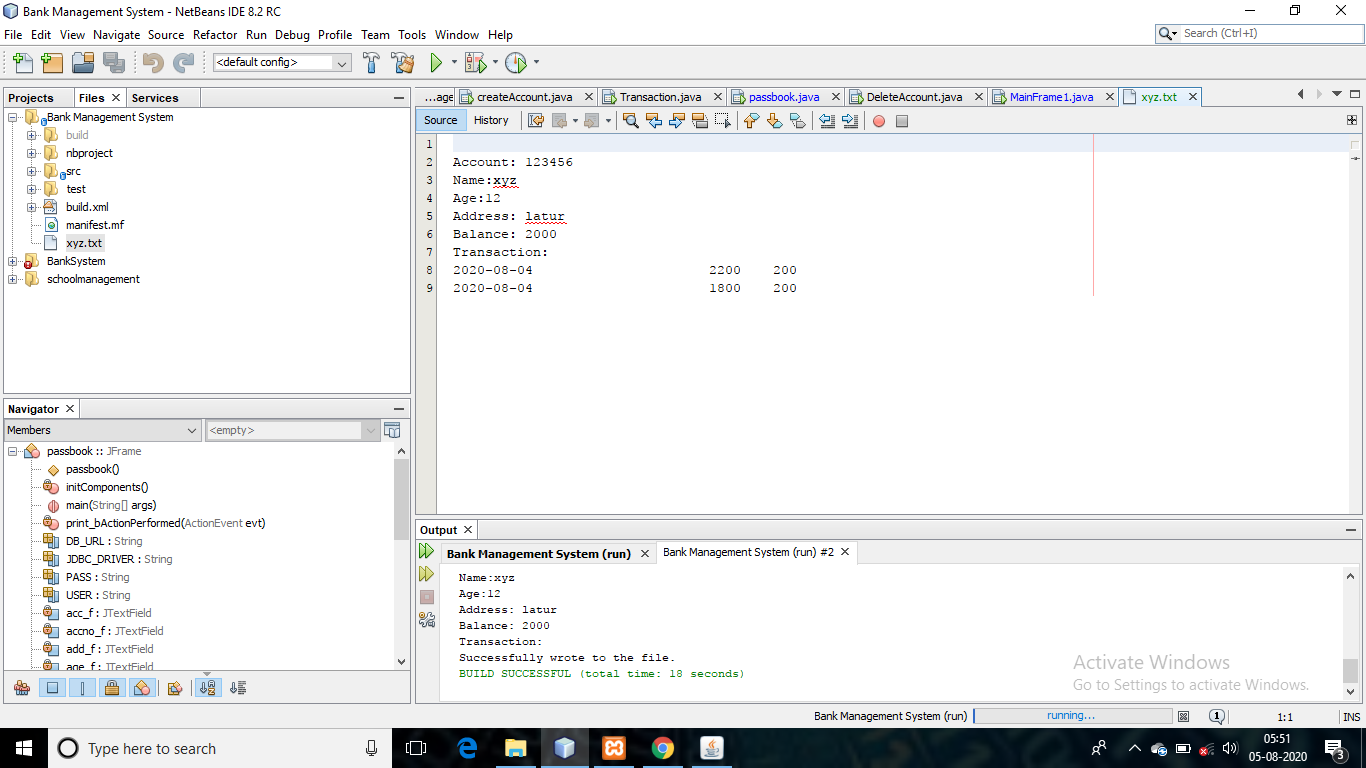 Bank Management System - NetBeans IDE 8.2 RC
File Edit View Navigate Source Refactor Run Debug Profile Team Tools Window Help
Search (Ctrl+I)
<default config>
Projects Files Services
Bank Management System
build
nbproject
src
test
build.xml
manifest.mf
xyz.txt
BankSystem
schoolmanagement
Navigator
Members <empty>
passbook :: JFrame
passbook()
initComponents()
main(String[] args)
print_bActionPerformed(ActionEvent evt)
DB_URL : String
JDBC_DRIVER : String
PASS : String
USER : String
acc_f : JTextField
accno_f : JTextField
add_f : JTextField
age_f : JTextField
...age createAccount.java Transaction.java passbook.java DeleteAccount.java MainFrame1.java xyz.txt
Source History
1
2 Account: 123456
3 Name:xyz
4 Age:12
5 Address: latur
6 Balance: 2000
7 Transaction:
8 2020-08-04 2200 200
9 2020-08-04 1800 200
Output
Bank Management System (run) Bank Management System (run) #2
Name:xyz
Age:12
Address: latur
Balance: 2000
Transaction:
Successfully wrote to the file.
BUILD SUCCESSFUL (total time: 18 seconds)
Activate Windows
Go to Settings to activate Windows.
Bank Management System (run) running... 1 1:1 INS
Type here to search
05:51
05-08-2020
3